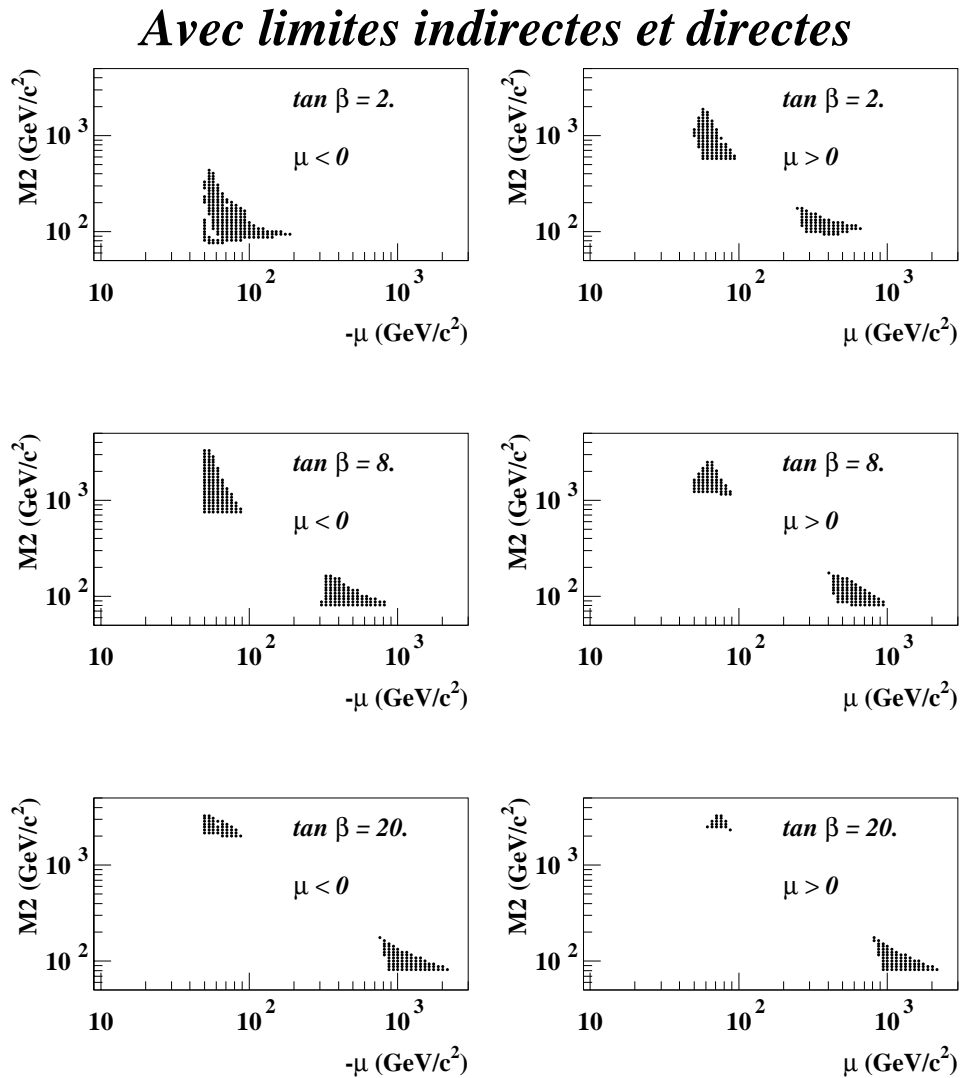 Avec limites indirectes et directes
M2 (GeV/c²)
10³
10²
tan β = 2.
μ < 0
10 10² 10³
-μ (GeV/c²)
M2 (GeV/c²)
10³
10²
tan β = 2.
μ > 0
10 10² 10³
μ (GeV/c²)
M2 (GeV/c²)
10³
10²
tan β = 8.
μ < 0
10 10² 10³
-μ (GeV/c²)
M2 (GeV/c²)
10³
10²
tan β = 8.
μ > 0
10 10² 10³
μ (GeV/c²)
M2 (GeV/c²)
10³
10²
tan β = 20.
μ < 0
10 10² 10³
-μ (GeV/c²)
M2 (GeV/c²)
10³
10²
tan β = 20.
μ > 0
10 10² 10³
μ (GeV/c²)